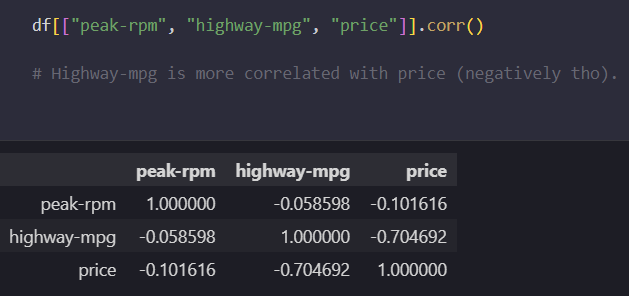 df[["peak-rpm", "highway-mpg", "price"]].corr()
# Highway-mpg is more correlated with price (negatively tho).
peak-rpm highway-mpg price
peak-rpm 1.000000 -0.058598 -0.101616
highway-mpg -0.058598 1.000000 -0.704692
price -0.101616 -0.704692 1.000000